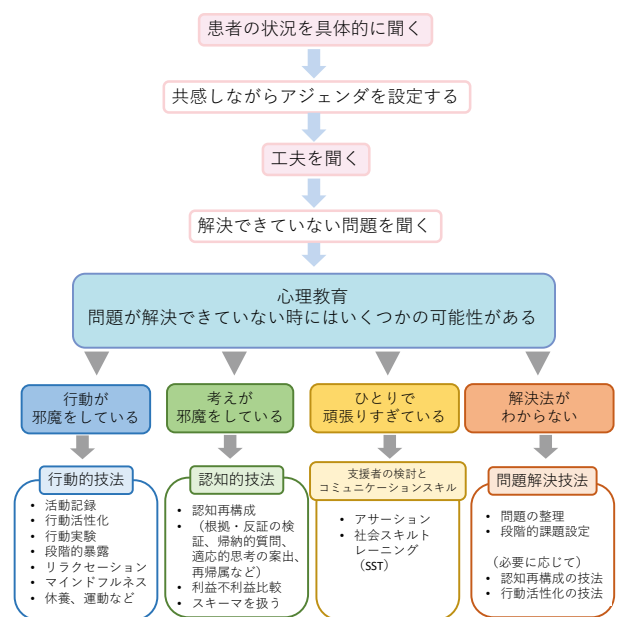 患者の状況を具体的に聞く
共感しながらアジェンダを設定する
工夫を聞く
解決できていない問題を聞く
心理教育
問題が解決できていない時にはいくつかの可能性がある
行動が
邪魔をしている
考えが
邪魔をしている
ひとりで
頑張りすぎている
解決法が
わからない
行動的技法
• 活動記録
• 行動活性化
• 行動実験
• 段階的暴露
• リラクセーション
• マインドフルネス
• 休養、運動など
認知的技法
• 認知再構成
• （根拠・反証の検
証、帰納的質問、
適応的思考の案出、
再帰属など）
• 利益不利益比較
• スキーマを扱う
支援者の検討と
コミュニケーションスキル
• アサーション
• 社会スキルト
レーニング
（SST）
問題解決技法
• 問題の整理
• 段階的課題設定
（必要に応じて）
• 認知再構成の技法
• 行動活性化の技法